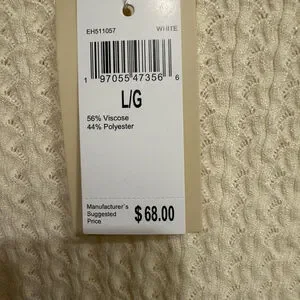 EH511057 WHITE
1 97055 47356 6
L/G
56% Viscose
44% Polyester
Manufacturer's
Suggested
Price
$68.00